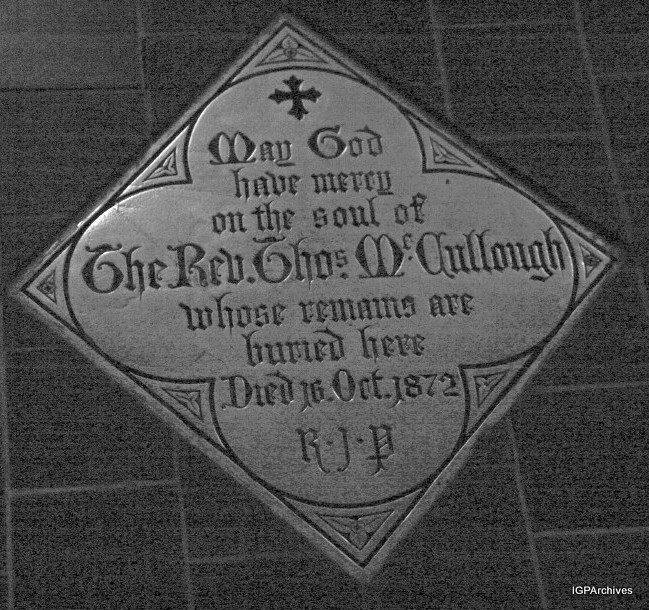 May God
have mercy
on the soul of
The Rev. Thos. Mc. Cullough
whose remains are
buried here
Died 16. Oct. 1872
R·I·P
IGPArchives